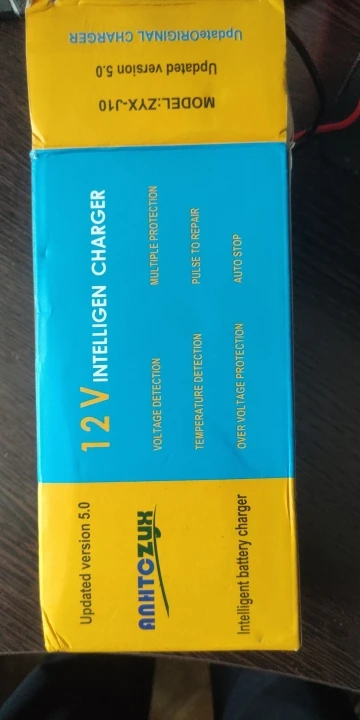 UpdateORIGINAL CHARGER
Updated version 5.0
MODEL:ZYX-J10
12V INTELLIGEN CHARGER
VOLTAGE DETECTION
MULTIPLE PROTECTION
TEMPERATURE DETECTION
PULSE TO REPAIR
OVER VOLTAGE PROTECTION
AUTO STOP
Updated version 5.0
ANHTCZYX
Intelligent battery charger